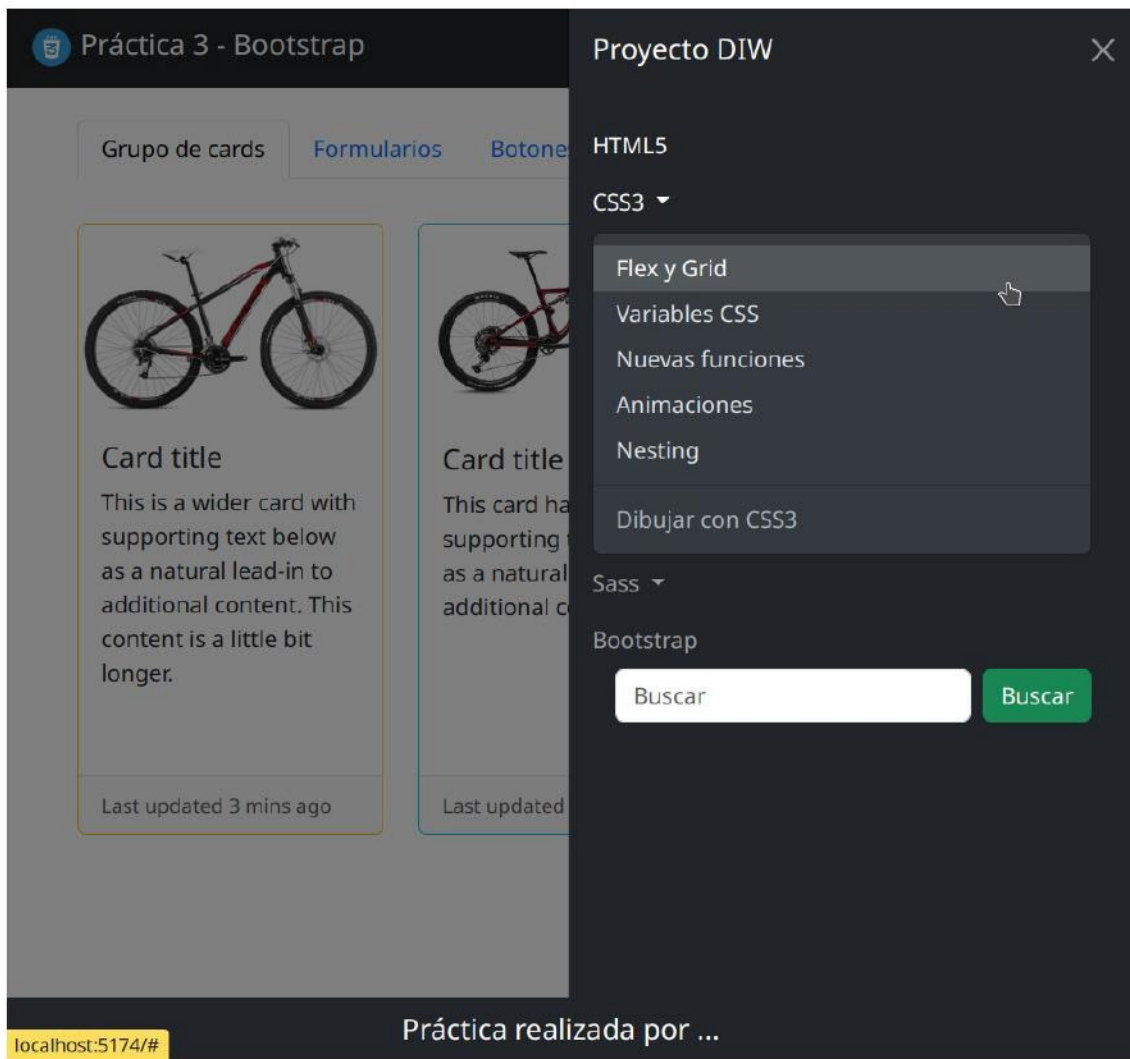 Práctica 3 - Bootstrap
Proyecto DIW
Grupo de cards
Formularios
Botone
HTML5
CSS3
Flex y Grid
Variables CSS
Nuevas funciones
Animaciones
Nesting
Dibujar con CSS3
Sass
Bootstrap
Buscar
Buscar
Card title
This is a wider card with
supporting text below
as a natural lead-in to
additional content. This
content is a little bit
longer.
Last updated 3 mins ago
Card title
This card ha
supporting
as a natural
additional c
Last updated
Práctica realizada por ...
localhost:5174/#